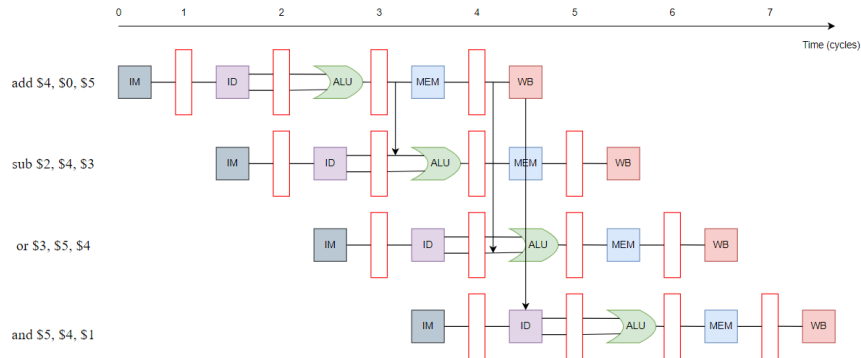 0 1 2 3 4 5 6 7
Time (cycles)
add $4, $0, $5 IM ID ALU MEM WB
sub $2, $4, $3 IM ID ALU MEM WB
or $3, $5, $4 IM ID ALU MEM WB
and $5, $4, $1 IM ID ALU MEM WB